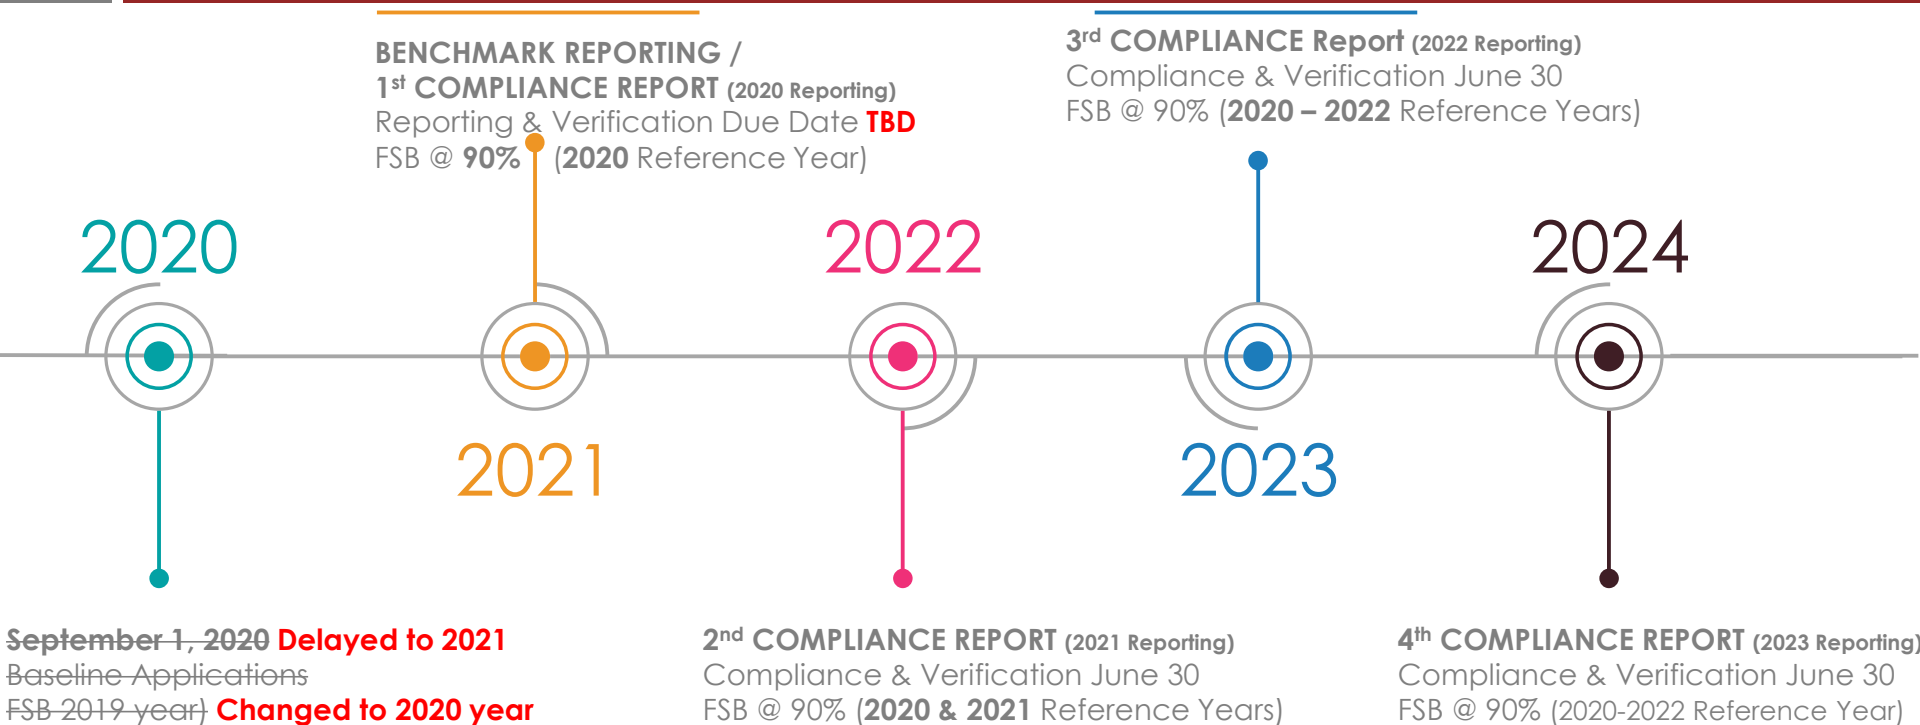 BENCHMARK REPORTING /
1st COMPLIANCE REPORT (2020 Reporting)
Reporting & Verification Due Date TBD
FSB @ 90% (2020 Reference Year)
3rd COMPLIANCE Report (2022 Reporting)
Compliance & Verification June 30
FSB @ 90% (2020 – 2022 Reference Years)
2020
2021
2022
2023
2024
September 1, 2020 Delayed to 2021
Baseline Applications
FSB 2019 year) Changed to 2020 year
2nd COMPLIANCE REPORT (2021 Reporting)
Compliance & Verification June 30
FSB @ 90% (2020 & 2021 Reference Years)
4th COMPLIANCE REPORT (2023 Reporting)
Compliance & Verification June 30
FSB @ 90% (2020-2022 Reference Year)